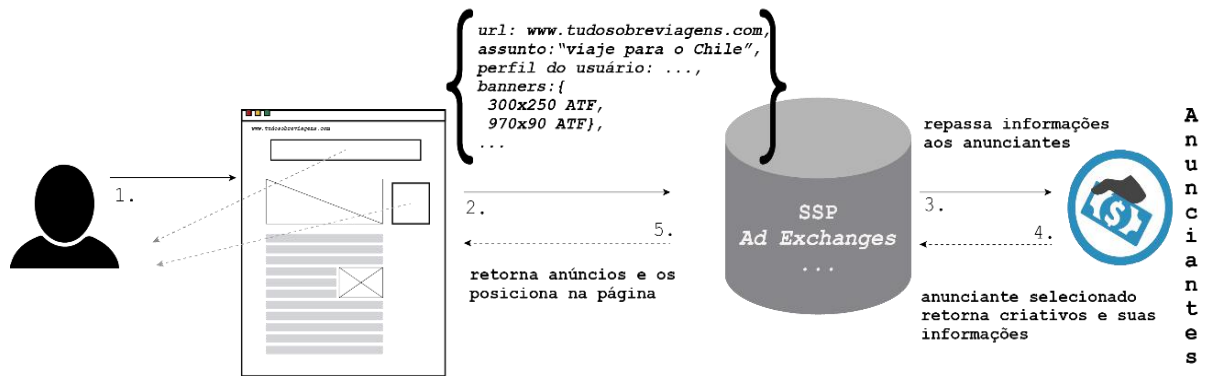 url: www.tudosobreviagens.com,
assunto:“viaje para o Chile”,
perfil do usuário: ...,
banners:{
300x250 ATF,
970x90 ATF},
...
www.tudosobreviagens.com
1.
2.
5.
retorna anúncios e os
posiciona na página
SSP
Ad Exchanges
...
repassa informações
aos anunciantes
3.
4.
$
anunciante selecionado
retorna criativos e suas
informações
Anunciantes